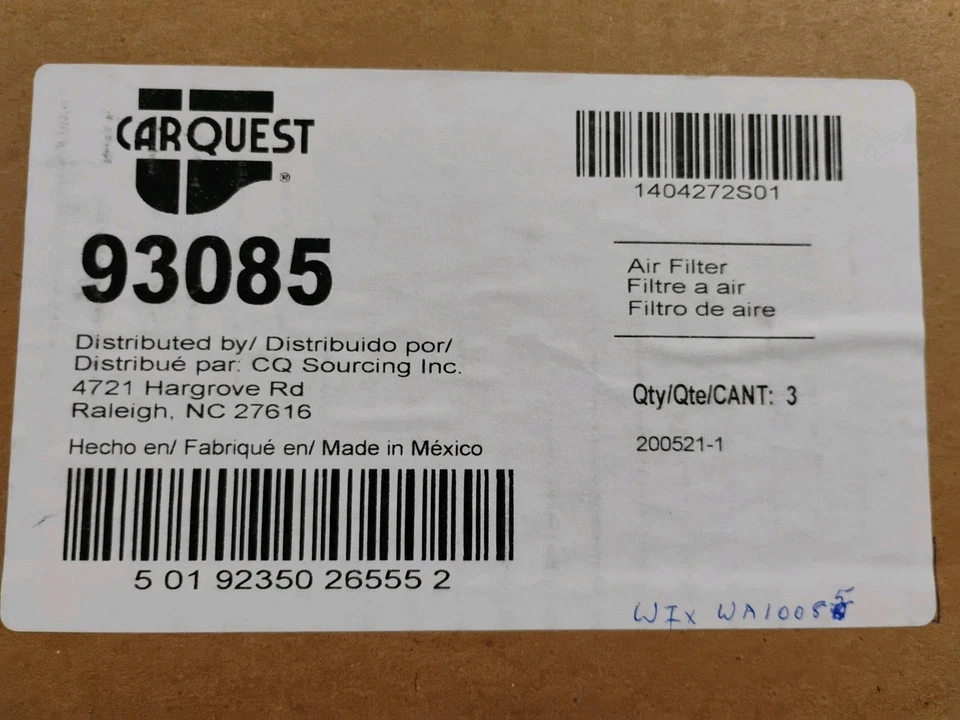 CARQUEST
®
93085
Distributed by/ Distribuido por/
Distribué par: CQ Sourcing Inc.
4721 Hargrove Rd
Raleigh, NC 27616
Hecho en/ Fabriqué en/ Made in México
5 01 92350 26555 2
1404272S01
Air Filter
Filtre a air
Filtro de aire
Qty/Qte/CANT: 3
200521-1
WIX